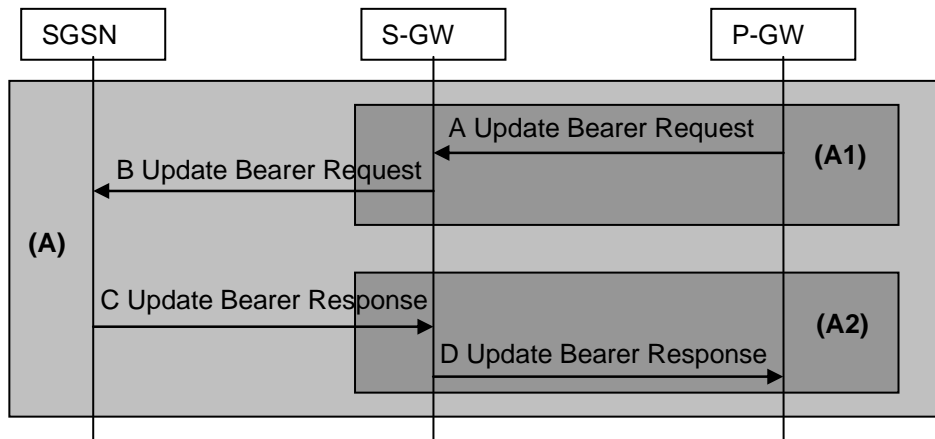 SGSN
S-GW
P-GW
A Update Bearer Request
(A1)
B Update Bearer Request
(A)
C Update Bearer Response
(A2)
D Update Bearer Response